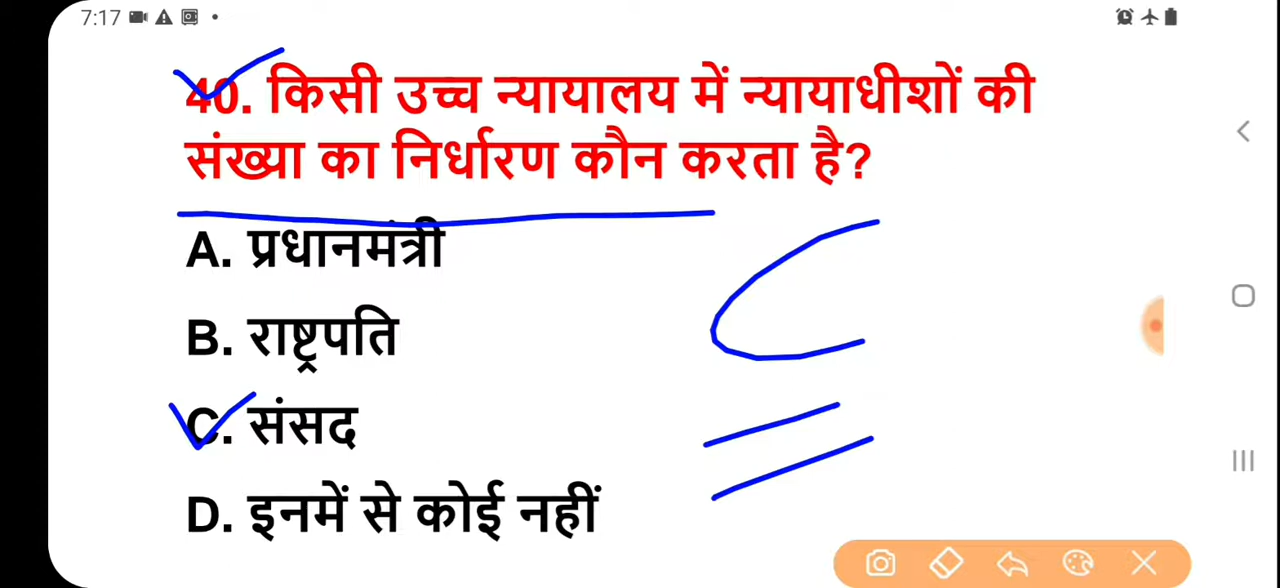 7:17
40. किसी उच्च न्यायालय में न्यायाधीशों की
संख्या का निर्धारण कौन करता है?
A. प्रधानमंत्री
B. राष्ट्रपति
C. संसद
D. इनमें से कोई नहीं
C